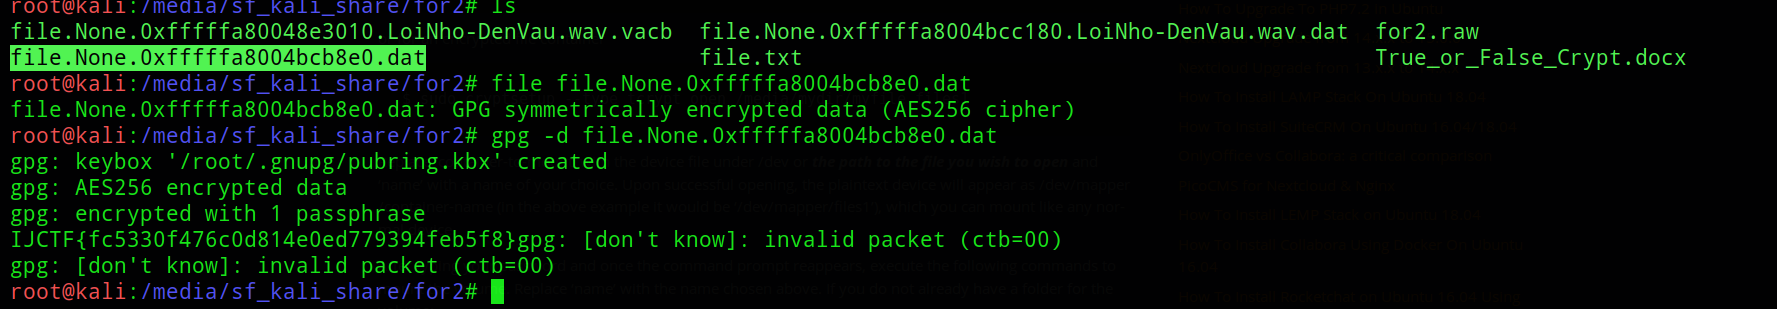 root@kali:/media/sf_kali_share/for2# ls
file.None.0xfffffa80048e3010.LoiNho-DenVau.wav.vacb  file.None.0xfffffa8004bcc180.LoiNho-DenVau.wav.dat  for2.raw
file.None.0xfffffa8004bcb8e0.dat  file.txt  True_or_False_Crypt.docx
root@kali:/media/sf_kali_share/for2# file file.None.0xfffffa8004bcb8e0.dat
file.None.0xfffffa8004bcb8e0.dat: GPG symmetrically encrypted data (AES256 cipher)
root@kali:/media/sf_kali_share/for2# gpg -d file.None.0xfffffa8004bcb8e0.dat
gpg: keybox '/root/.gnupg/pubring.kbx' created
gpg: AES256 encrypted data
gpg: encrypted with 1 passphrase
IJCTF{fc5330f476c0d814e0ed779394feb5f8}gpg: [don't know]: invalid packet (ctb=00)
gpg: [don't know]: invalid packet (ctb=00)
root@kali:/media/sf_kali_share/for2#